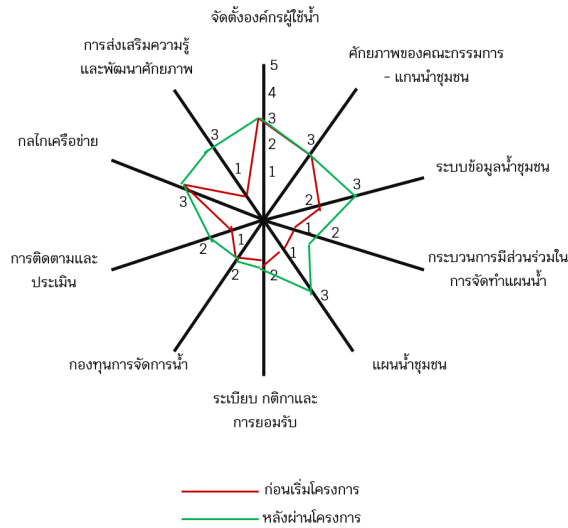 จัดตั้งองค์กรผู้ใช้น้ำ
การส่งเสริมความรู้
และพัฒนาศักยภาพ
ศักยภาพของคณะกรรมการ
- แกนนำชุมชน
5
4
3
2
1
3
1
3
กลไกเครือข่าย
3
ระบบข้อมูลน้ำชุมชน
3
2
การติดตามและ
ประเมิน
2
1
กระบวนการมีส่วนร่วมใน
การจัดทำแผนน้ำ
1
2
กองทุนการจัดการน้ำ
2
2
1
3
แผนน้ำชุมชน
ระเบียบ กติกาและ
การยอมรับ
ก่อนเริ่มโครงการ
หลังผ่านโครงการ